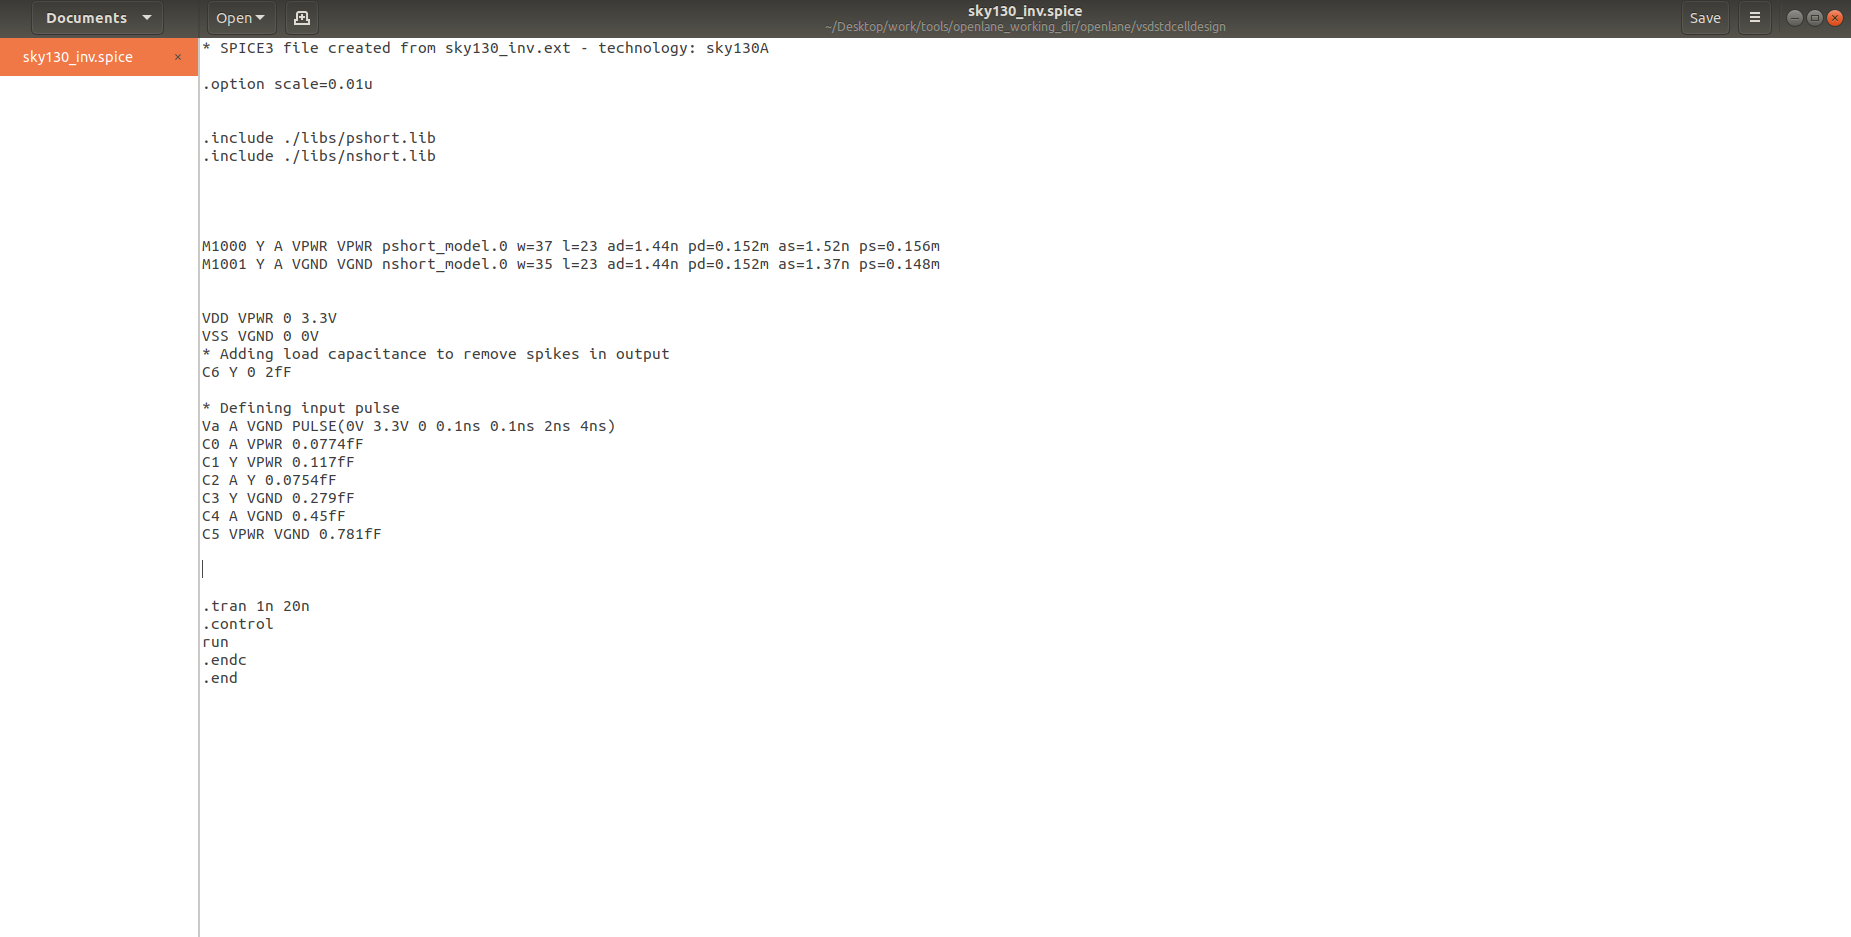 Documents
Open
sky130_inv.spice
~/Desktop/work/tools/openlane_working_dir/openlane/vsdstdcelldesign
Save
sky130_inv.spice
* SPICE3 file created from sky130_inv.ext - technology: sky130A
.option scale=0.01u
.include ./libs/pshort.lib
.include ./libs/nshort.lib
M1000 Y A VPWR VPWR pshort_model.0 w=37 l=23 ad=1.44n pd=0.152m as=1.52n ps=0.156m
M1001 Y A VGND VGND nshort_model.0 w=35 l=23 ad=1.44n pd=0.152m as=1.37n ps=0.148m
VDD VPWR 0 3.3V
VSS VGND 0 0V
* Adding load capacitance to remove spikes in output
C6 Y 0 2fF
* Defining input pulse
Va A VGND PULSE(0V 3.3V 0 0.1ns 0.1ns 2ns 4ns)
C0 A VPWR 0.0774fF
C1 Y VPWR 0.117fF
C2 A Y 0.0754fF
C3 Y VGND 0.279fF
C4 A VGND 0.45fF
C5 VPWR VGND 0.781fF
.tran 1n 20n
.control
run
.endc
.end